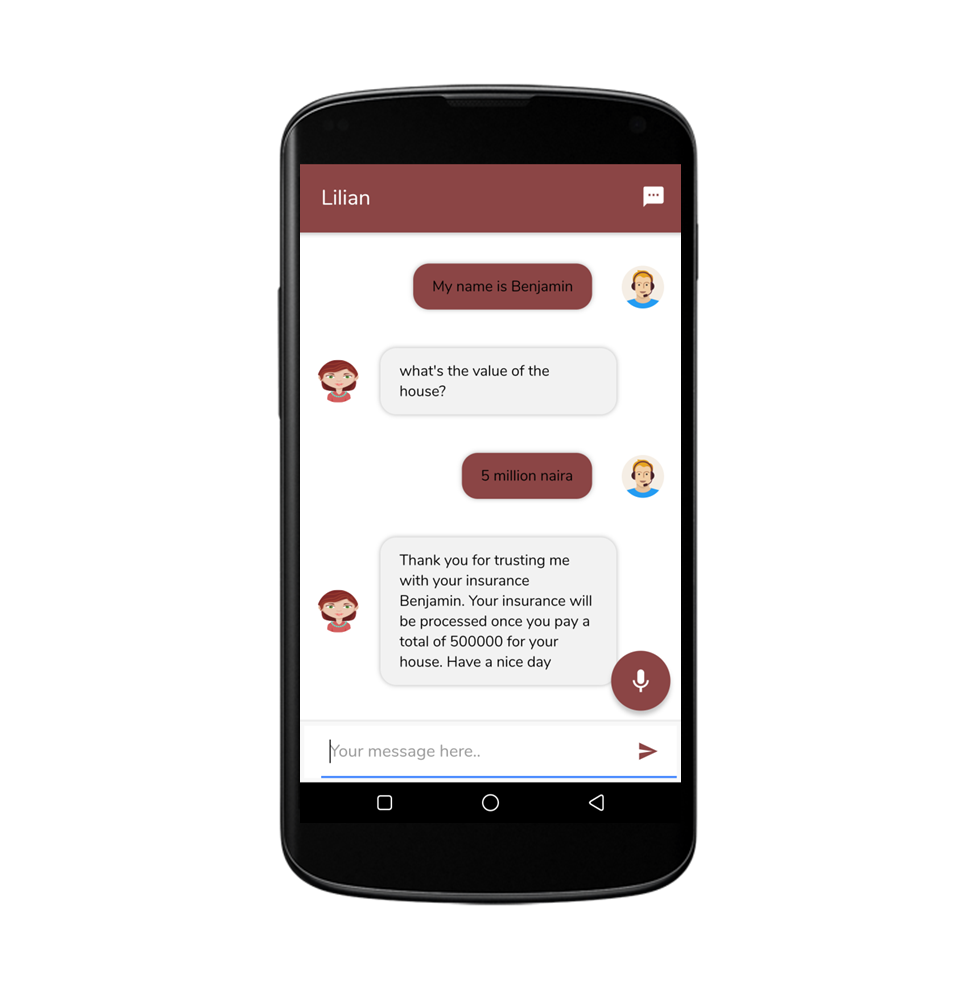 Lilian
My name is Benjamin
what's the value of the
house?
5 million naira
Thank you for trusting me
with your insurance
Benjamin. Your insurance will
be processed once you pay a
total of 500000 for your
house. Have a nice day
Your message here..